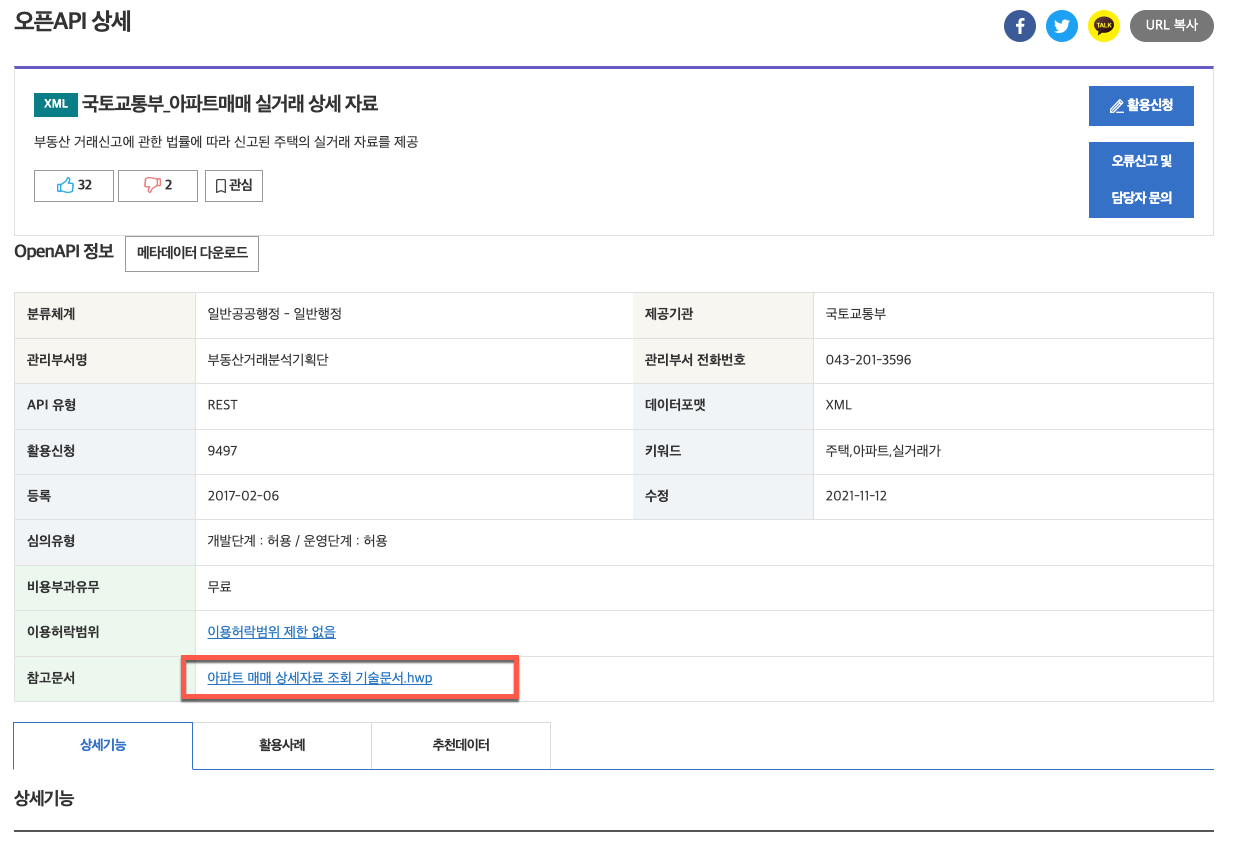 오픈API 상세
TALK
URL 복사
XML 국토교통부_아파트매매 실거래 상세 자료
활용신청
부동산 거래신고에 관한 법률에 따라 신고된 주택의 실거래 자료를 제공
오류신고 및
담당자 문의
32
2
관심
OpenAPI 정보
메타데이터 다운로드
분류체계 일반공공행정 - 일반행정 제공기관 국토교통부
관리부서명 부동산거래분석기획단 관리부서 전화번호 043-201-3596
API 유형 REST 데이터포맷 XML
활용신청 9497 키워드 주택,아파트,실거래가
등록 2017-02-06 수정 2021-11-12
심의유형 개발단계 : 허용 / 운영단계 : 허용
비용부과유무 무료
이용허락범위 이용허락범위 제한 없음
참고문서 아파트 매매 상세자료 조회 기술문서.hwp
상세기능 활용사례 추천데이터
상세기능